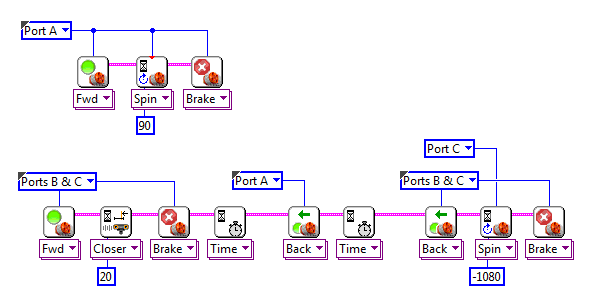 Port A
Fwd Spin Brake
90
Port C
Ports B & C Port A Ports B & C
Fwd Closer Brake Time Back Time Back Spin Brake
20 -1080